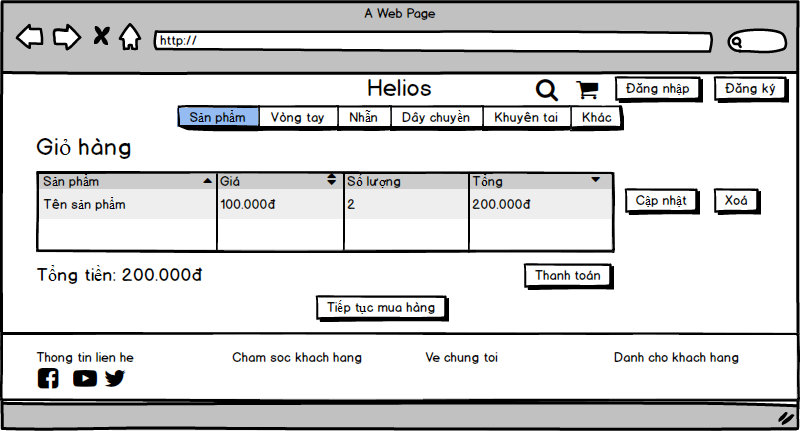 A Web Page
http://
Helios
Đăng nhập
Đăng ký
Sản phẩm
Vòng tay
Nhẫn
Dây chuyền
Khuyên tai
Khác
Giỏ hàng
Sản phẩm
Giá
Số lượng
Tổng
Tên sản phẩm
100.000đ
2
200.000đ
Cập nhật
Xoá
Tổng tiền: 200.000đ
Thanh toán
Tiếp tục mua hàng
Thong tin lien he
Cham soc khach hang
Ve chung toi
Danh cho khach hang